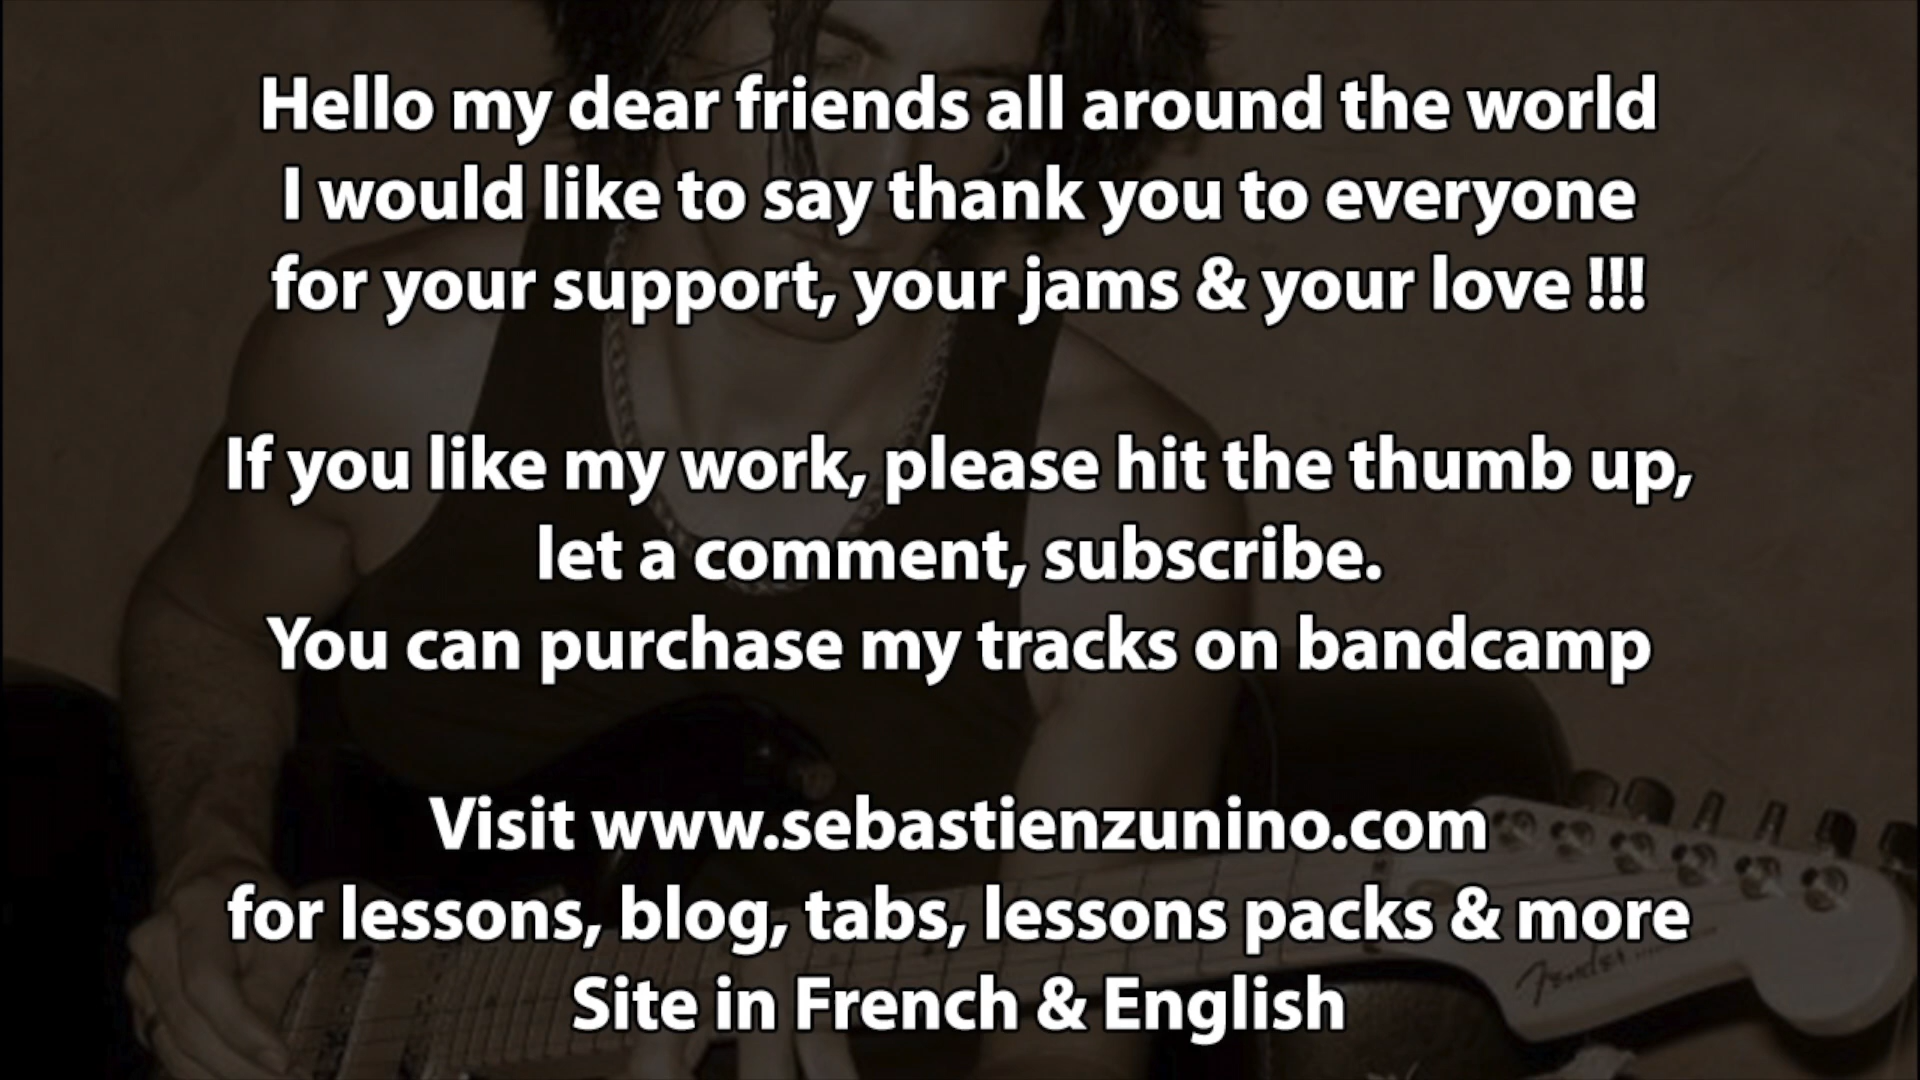 Hello my dear friends all around the world
I would like to say thank you to everyone
for your support, your jams & your love !!!
If you like my work, please hit the thumb up,
let a comment, subscribe.
You can purchase my tracks on bandcamp
Visit www.sebastienzunino.com
for lessons, blog, tabs, lessons packs & more
Fender
Site in French & English